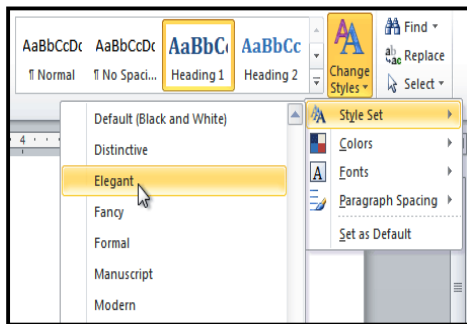 AaBbCcDc AaBbCcDc AaBbC AaBbCc
¶ Normal ¶ No Spaci... Heading 1 Heading 2
A A
Change
Styles
Find
Replace
Select
Style Set
Colors
A Fonts
Paragraph Spacing
Set as Default
Default (Black and White)
Distinctive
Elegant
Fancy
Formal
Manuscript
Modern
4